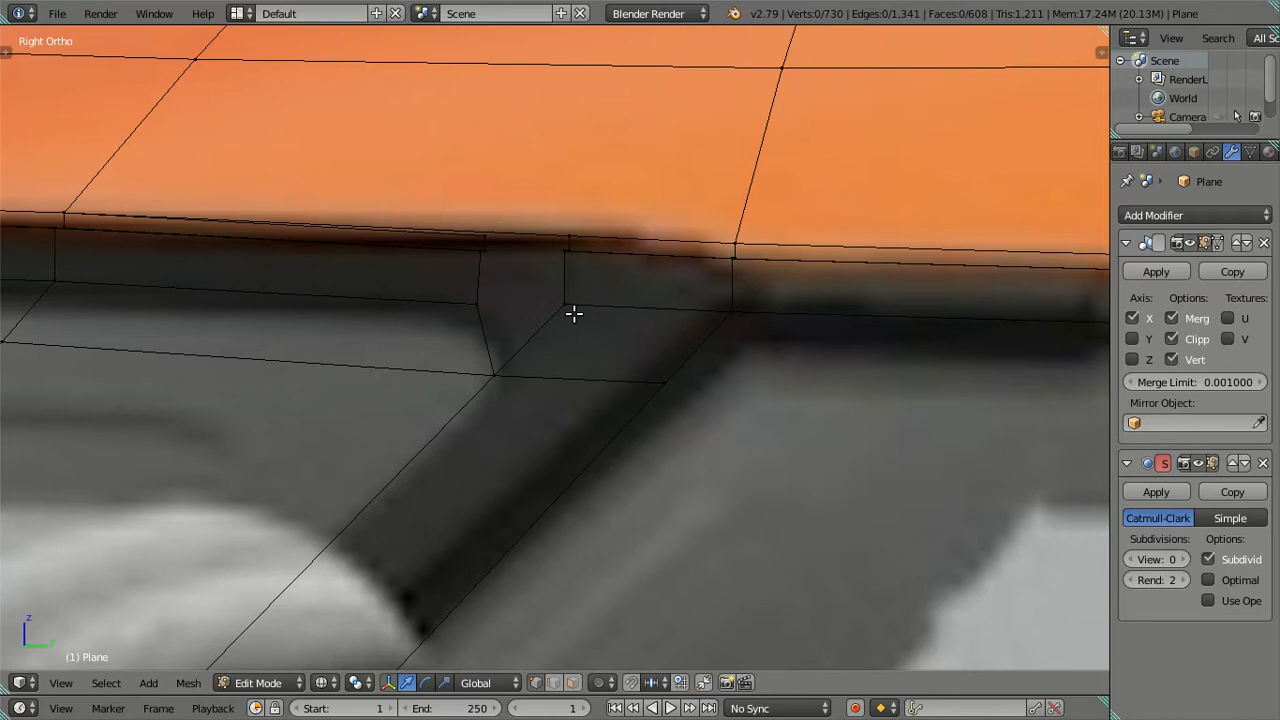 File Render Window Help Default Scene Blender Render v2.79 | Verts:0/730 | Edges:0/1,341 | Faces:0/608 | Tris:1,211 | Mem:17.24M (20.13M) | Plane
Right Ortho
View Search All Sc
Scene
RenderL
World
Camera
Plane
Add Modifier
Apply Copy
Axis: Options: Textures:
X Merg U
Y Clipp V
Z Vert
Merge Limit: 0.001000
Mirror Object:
S
Apply Copy
Catmull-Clark Simple
Subdivisions: Options:
View: 0 Subdivid
Rend: 2 Optimal
Use Ope
z
y
(1) Plane
View Select Add Mesh Edit Mode Global
View Marker Frame Playback Start: 1 End: 250 1 No Sync